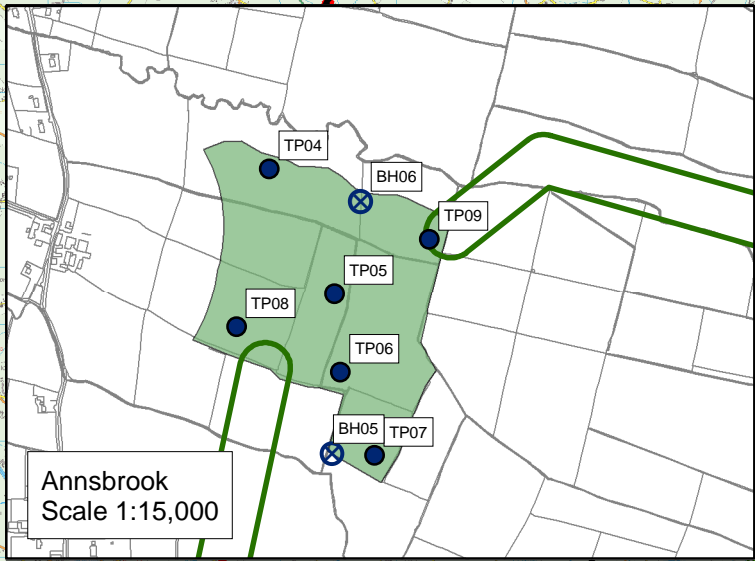 TP04
BH06
TP09
TP05
TP08
TP06
BH05
TP07
Annsbrook
Scale 1:15,000